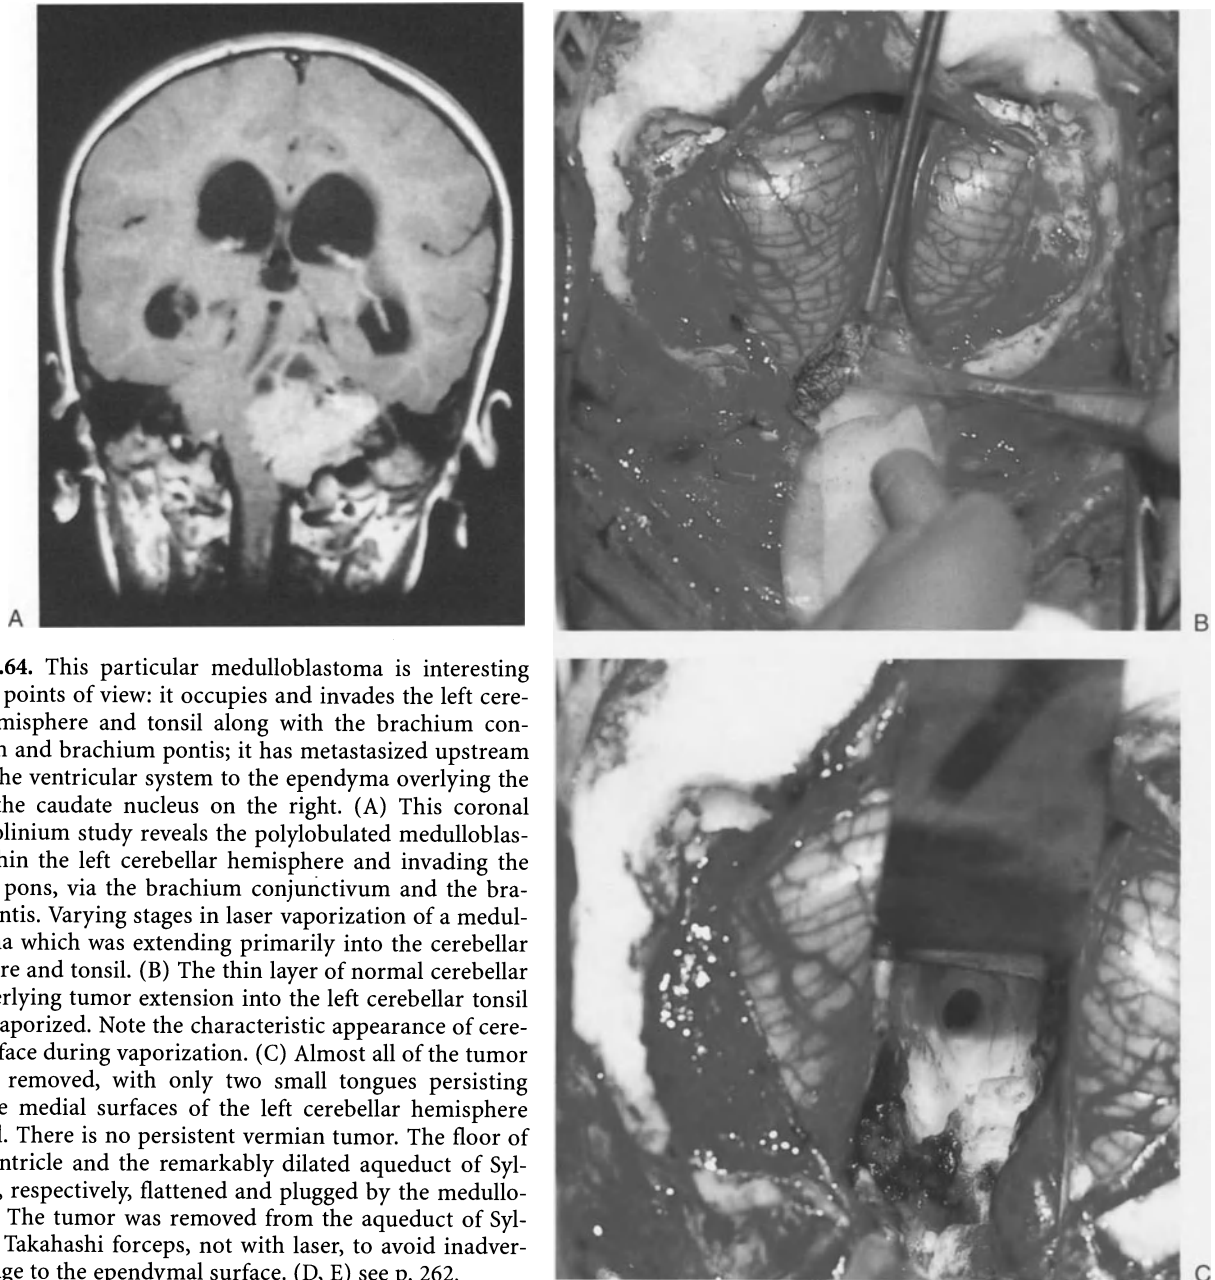 A
B
.64. This particular medulloblastoma is interesting
points of view: it occupies and invades the left cere-
misphere and tonsil along with the brachium con-
and brachium pontis; it has metastasized upstream
he ventricular system to the ependyma overlying the
the caudate nucleus on the right. (A) This coronal
olinium study reveals the polylobulated medulloblas-
hin the left cerebellar hemisphere and invading the
pons, via the brachium conjunctivum and the bra-
ntis. Varying stages in laser vaporization of a medul-
a which was extending primarily into the cerebellar
re and tonsil. (B) The thin layer of normal cerebellar
erlying tumor extension into the left cerebellar tonsil
aporized. Note the characteristic appearance of cere-
face during vaporization. (C) Almost all of the tumor
removed, with only two small tongues persisting
e medial surfaces of the left cerebellar hemisphere
l. There is no persistent vermian tumor. The floor of
ntricle and the remarkably dilated aqueduct of Syl-
, respectively, flattened and plugged by the medullo-
The tumor was removed from the aqueduct of Syl-
Takahashi forceps, not with laser, to avoid inadver-
ge to the ependymal surface. (D, E) see p. 262.
C